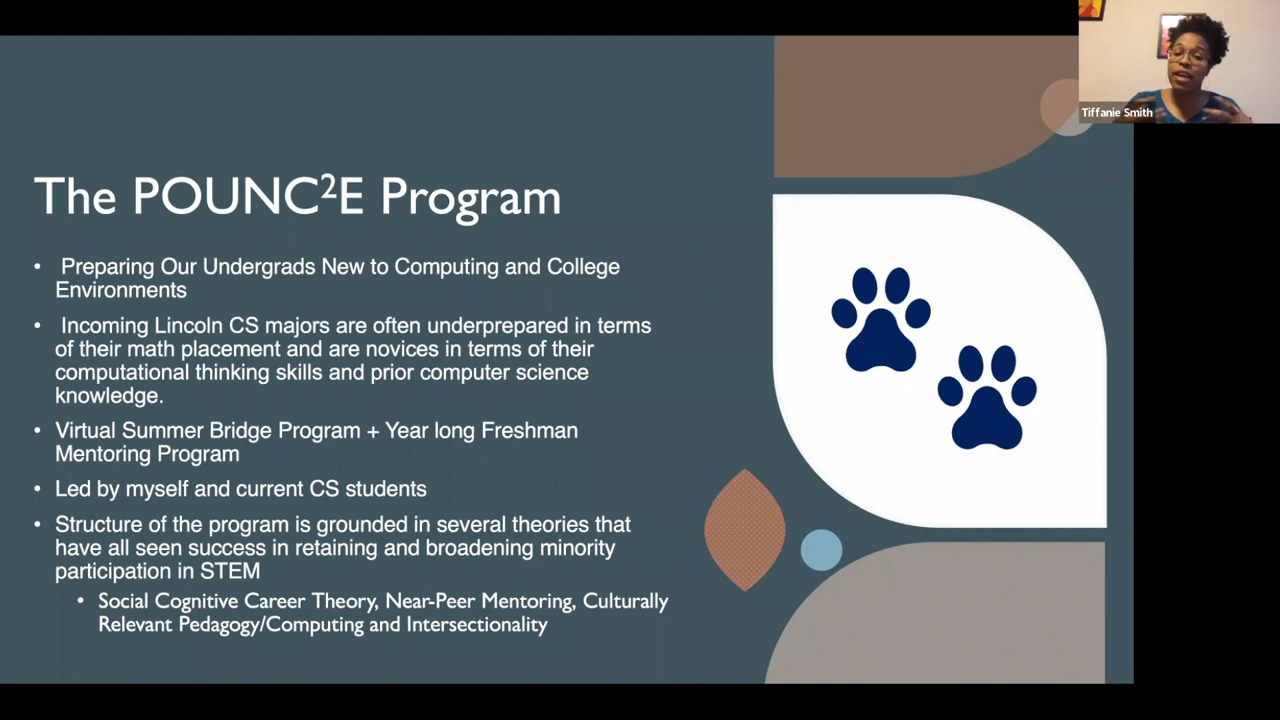 Tiffanie Smith
The POUNC²E Program
• Preparing Our Undergrads New to Computing and College
Environments
• Incoming Lincoln CS majors are often underprepared in terms
of their math placement and are novices in terms of their
computational thinking skills and prior computer science
knowledge.
• Virtual Summer Bridge Program + Year long Freshman
Mentoring Program
• Led by myself and current CS students
• Structure of the program is grounded in several theories that
have all seen success in retaining and broadening minority
participation in STEM
• Social Cognitive Career Theory, Near-Peer Mentoring, Culturally
Relevant Pedagogy/Computing and Intersectionality